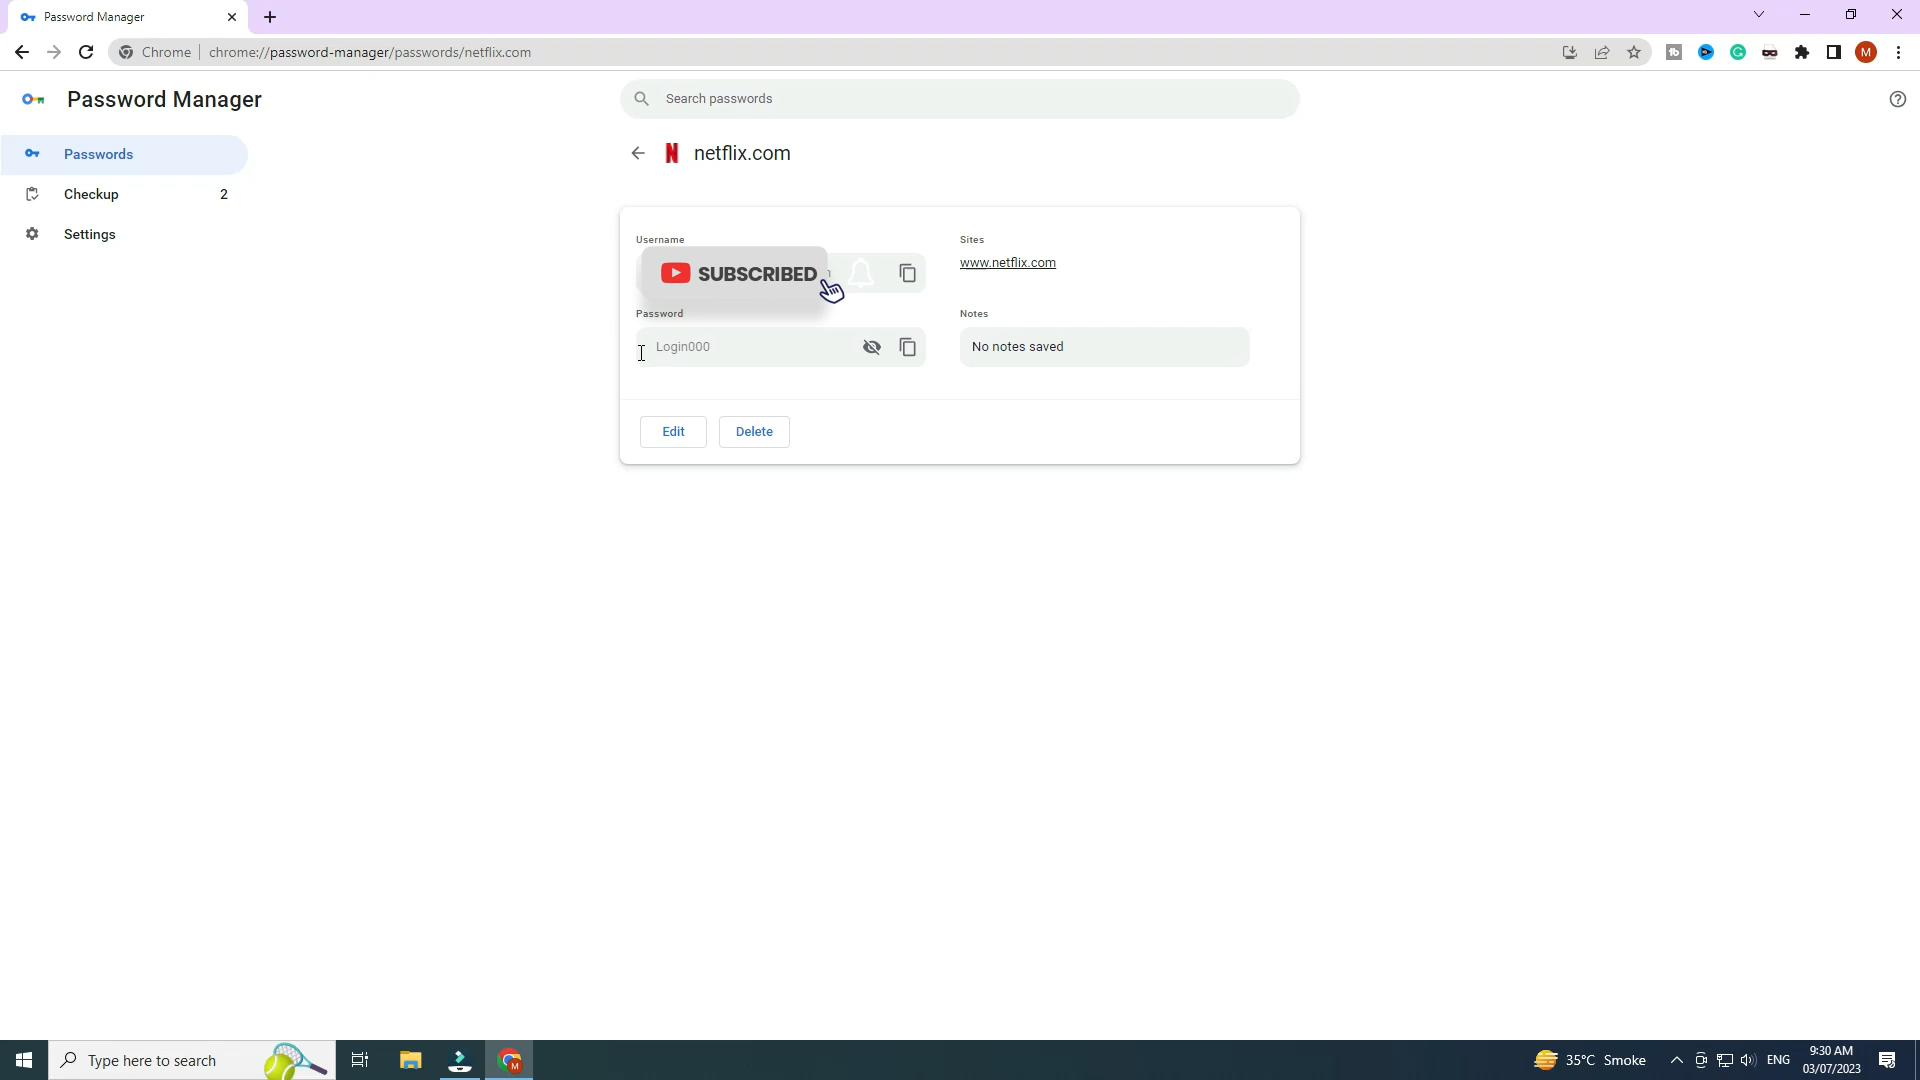 Password Manager
Chrome
chrome://password-manager/passwords/netflix.com
M
Password Manager
Search passwords
Passwords
netflix.com
Checkup
2
Settings
Username
SUBSCRIBED
Sites
www.netflix.com
Password
Login000
Notes
No notes saved
Edit
Delete
Type here to search
M
35°C Smoke
ENG
9:30 AM
03/07/2023